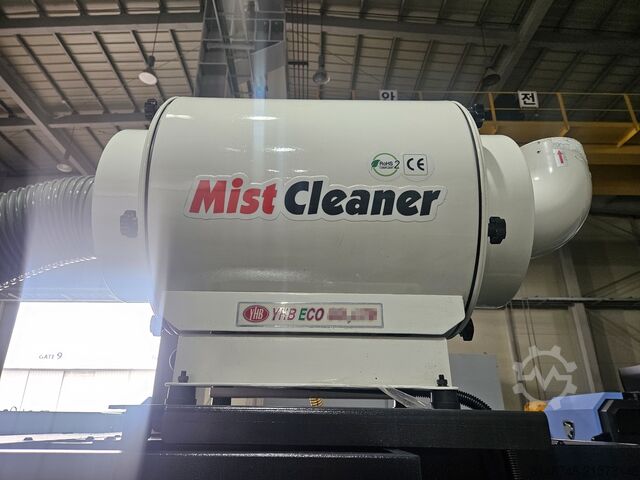 안 전
RoHS 2
CE
Mist Cleaner
YHB YHB ECO
GATE 9